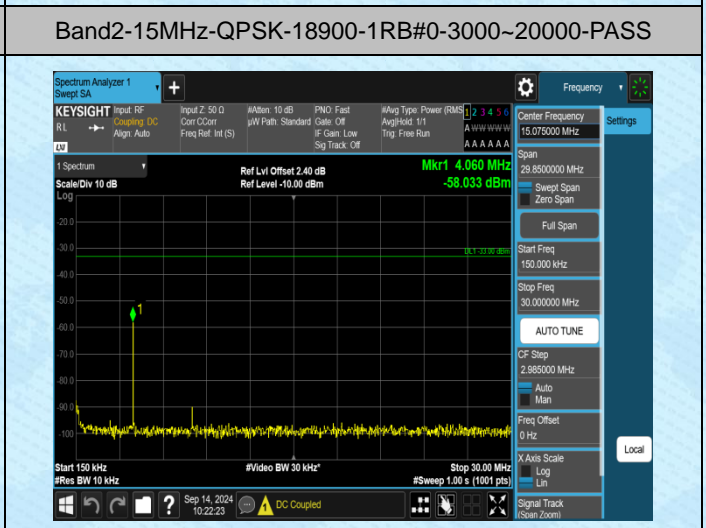 Band2-15MHz-QPSK-18900-1RB#0-3000~20000-PASS
Spectrum Analyzer 1
Swept SA
+
Frequency
KEYSIGHT
RL
LXI
Input: RF
Coupling: DC
Align: Auto
Input Z: 50 Ω
Corr CCorr
Freq Ref: Int (S)
#Atten: 10 dB
µW Path: Standard
PNO: Fast
Gate: Off
IF Gain: Low
Sig Track: Off
#Avg Type: Power (RMS
Avg|Hold: 1/1
Trig: Free Run
1 2 3 4 5 6
A W W W W W
A A A A A A
Center Frequency
15.075000 MHz
Settings
Span
29.8500000 MHz
Swept Span
Zero Span
Full Span
Start Freq
150.000 kHz
Stop Freq
30.000000 MHz
AUTO TUNE
CF Step
2.985000 MHz
Auto
Man
Freq Offset
0 Hz
X Axis Scale
Log
Lin
Signal Track
(Span Zoom)
Local
1 Spectrum
Scale/Div 10 dB
Log
Ref Lvl Offset 2.40 dB
Ref Level -10.00 dBm
Mkr1 4.060 MHz
-58.033 dBm
DL1 -33.00 dBm
1
-20.0
-30.0
-40.0
-50.0
-60.0
-70.0
-80.0
-90.0
-100
Start 150 kHz
#Res BW 10 kHz
#Video BW 30 kHz*
Stop 30.00 MHz
#Sweep 1.00 s (1001 pts)
?
Sep 14, 2024
10:22:23
DC Coupled